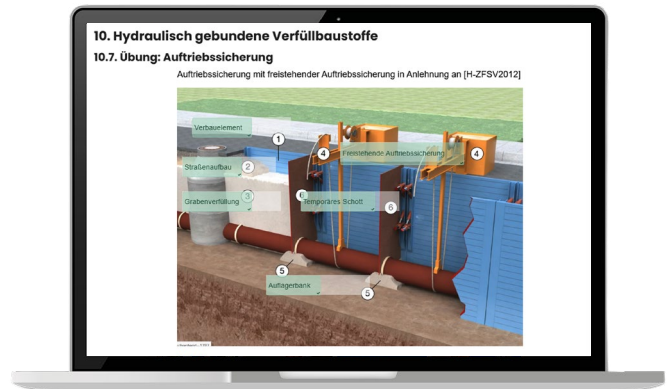 10. Hydraulisch gebundene Verfüllbaustoffe
10.7. Übung: Auftriebssicherung
Auftriebssicherung mit freistehender Auftriebssicherung in Anlehnung an [H-ZFSV2012]
Verbauelement
1
4
Freistehende Auftriebssicherung
4
Straßenaufbau
2
Grabenverfüllung
3
6
Temporäres Schott
6
5
Auflagerbank
5